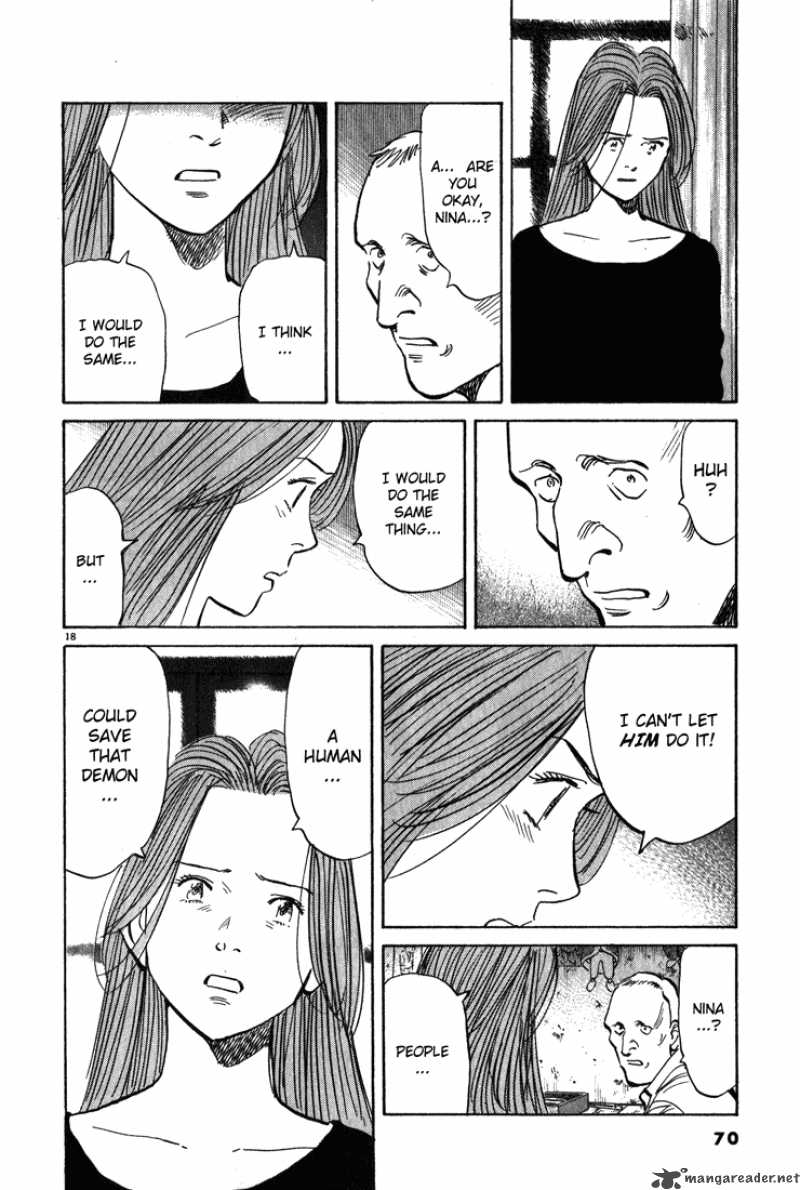 A... ARE
YOU
OKAY,
NINA...?
I THINK
...
I WOULD
DO THE
SAME...
HUH
?
I WOULD
DO THE
SAME
THING...
BUT
...
18
I CAN'T LET
HIM DO IT!
NINA
...?
PEOPLE
...
A
HUMAN
...
COULD
SAVE
THAT
DEMON
...
70
mangareader.net